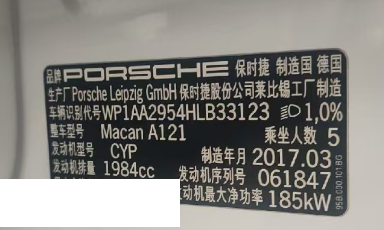 品牌 PORSCHE 保时捷 制造国 德国
生产厂 Porsche Leipzig GmbH 保时捷股份公司莱比锡工厂制造
车辆识别代号 WP1AA2954HLB33123 1,0%
整车型号 Macan A121 乘坐人数 5
发动机型号 CYP 制造年月 2017.03
发动机排量 1984cc 发动机序号 061847
发动机最大净功率 185kW
95B.010.101.BG